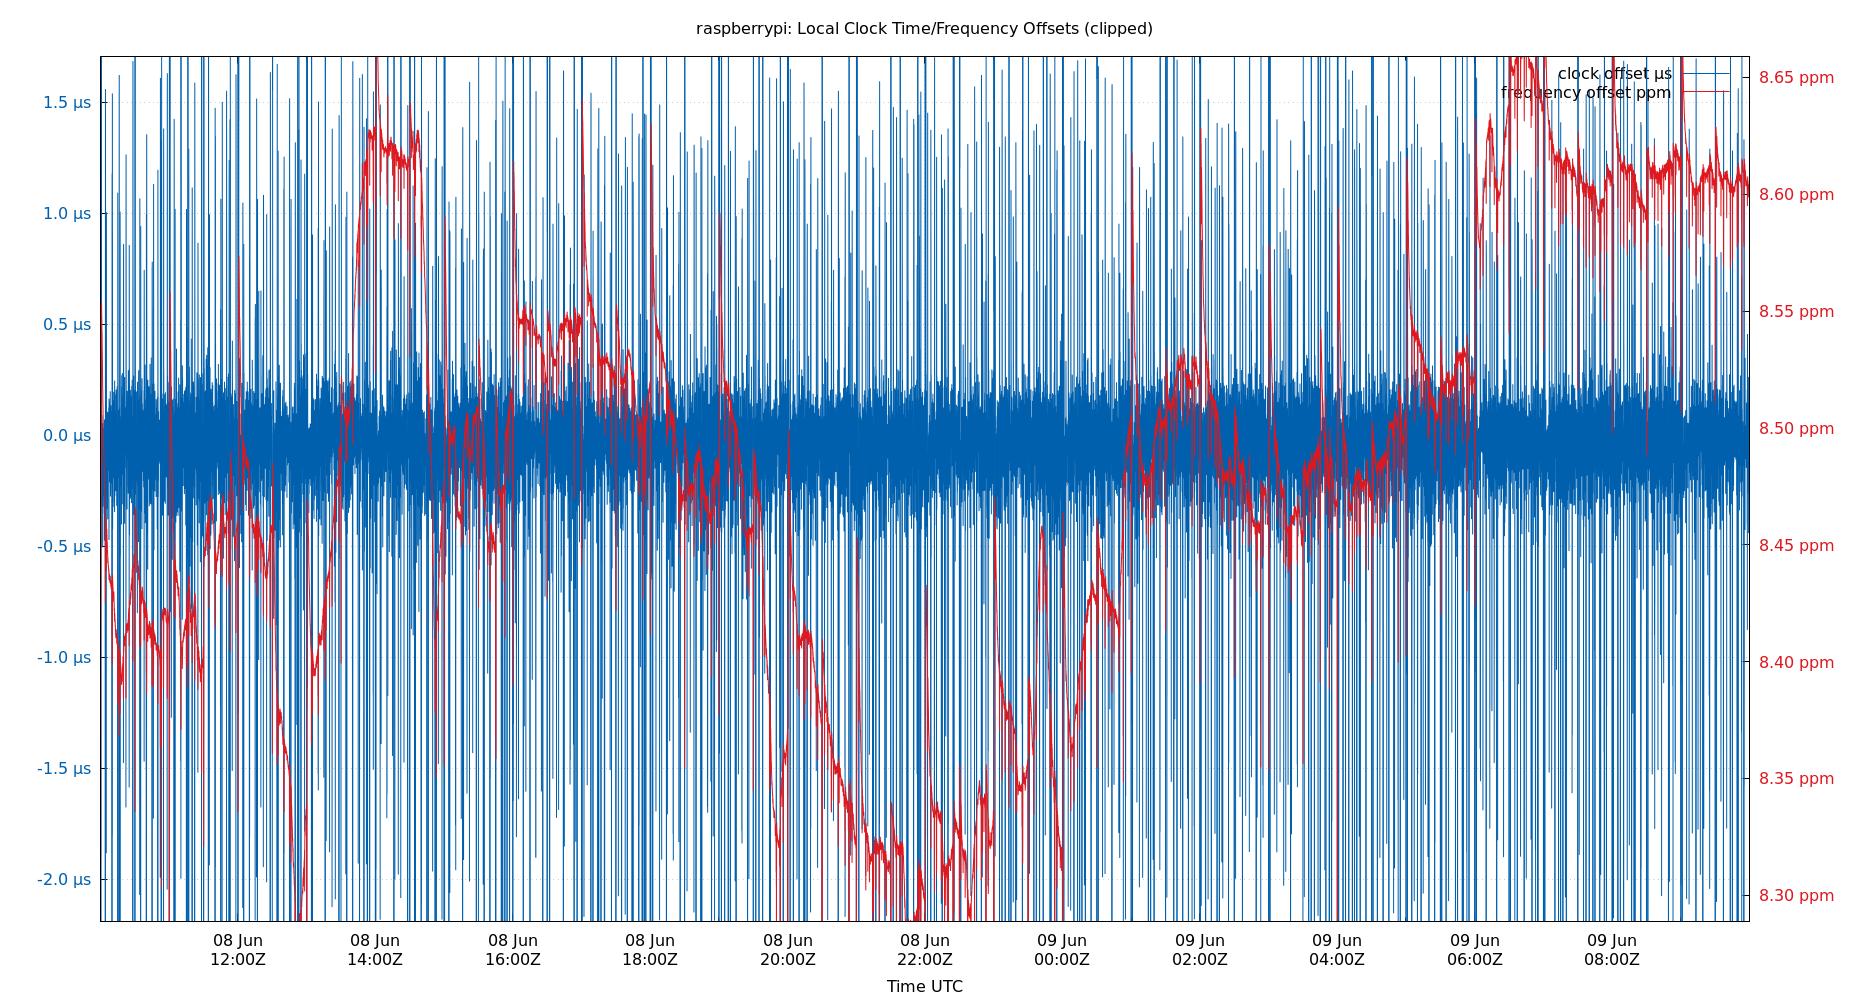 raspberrypi: Local Clock Time/Frequency Offsets (clipped)
clock offset µs
frequency offset ppm
1.5 µs
1.0 µs
0.5 µs
0.0 µs
-0.5 µs
-1.0 µs
-1.5 µs
-2.0 µs
8.65 ppm
8.60 ppm
8.55 ppm
8.50 ppm
8.45 ppm
8.40 ppm
8.35 ppm
8.30 ppm
08 Jun 08 Jun 08 Jun 08 Jun 08 Jun 08 Jun 09 Jun 09 Jun 09 Jun 09 Jun 09 Jun
12:00Z 14:00Z 16:00Z 18:00Z 20:00Z 22:00Z 00:00Z 02:00Z 04:00Z 06:00Z 08:00Z
Time UTC